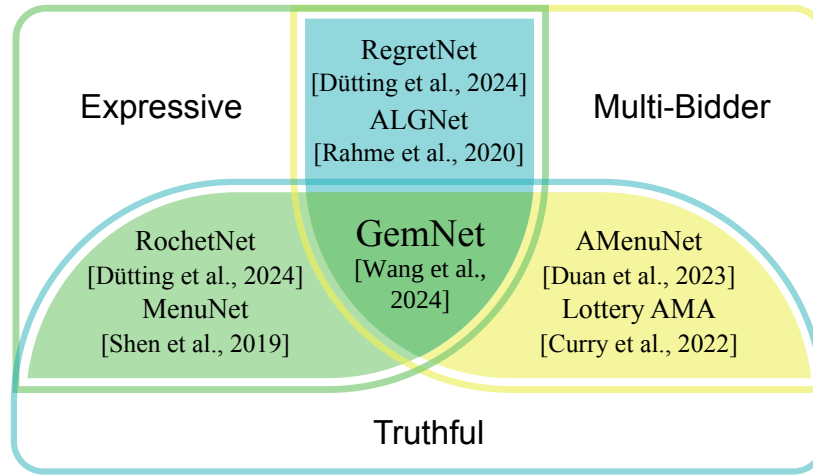 RegretNet
[Dütting et al., 2024]
ALGNet
[Rahme et al., 2020]
Expressive
Multi-Bidder
RochetNet
[Dütting et al., 2024]
MenuNet
[Shen et al., 2019]
GemNet
[Wang et al.,
2024]
AMenuNet
[Duan et al., 2023]
Lottery AMA
[Curry et al., 2022]
Truthful